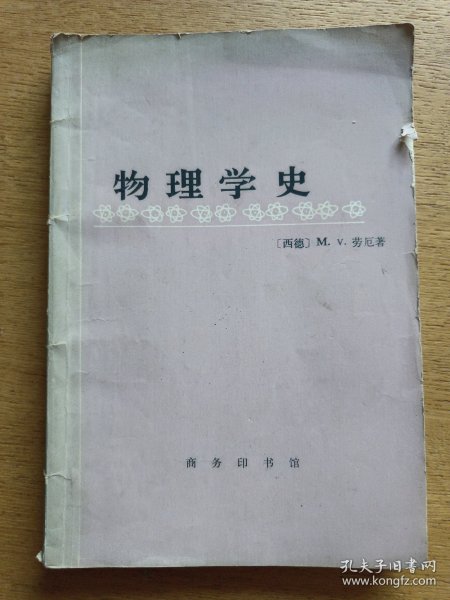 物理学史
〔西德〕 M. v. 劳厄著
商务印书馆
孔夫子旧书网
www.kongfz.com